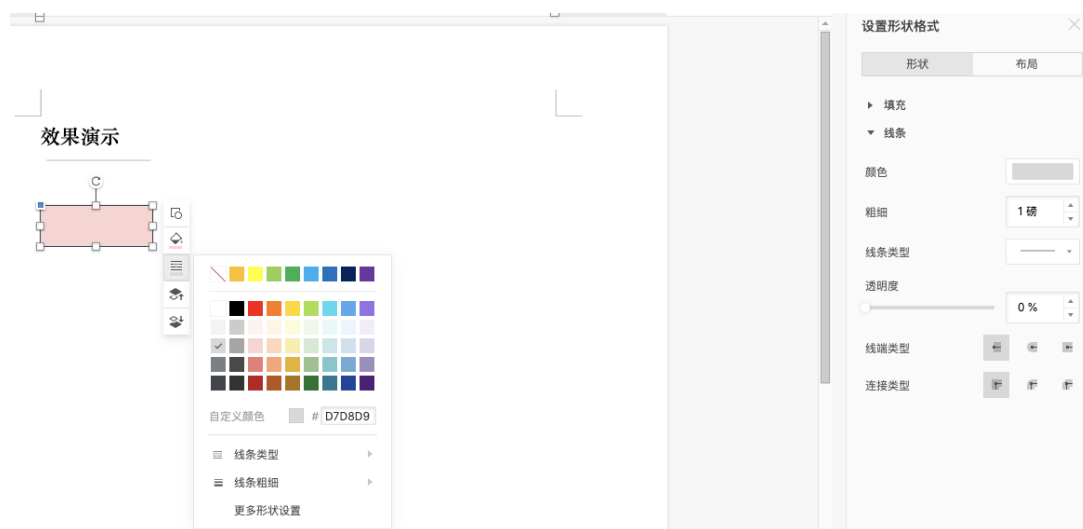 设置形状格式
形状
布局
填充
线条
效果演示
颜色
粗细
1 磅
线条类型
透明度
0 %
线端类型
连接类型
自定义颜色
# D7D8D9
线条类型
线条粗细
更多形状设置